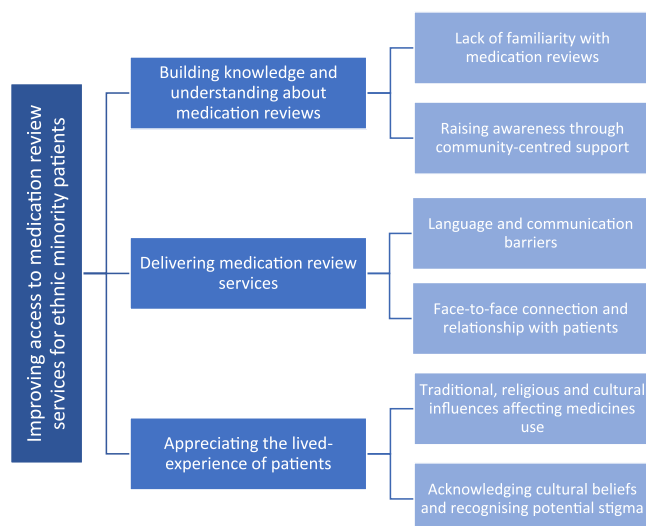 Improving access to medication review
services for ethnic minority patients
Building knowledge and
understanding about
medication reviews
Lack of familiarity with
medication reviews
Raising awareness through
community-centred support
Delivering medication review
services
Language and communication
barriers
Face-to-face connection and
relationship with patients
Appreciating the lived-
experience of patients
Traditional, religious and cultural
influences affecting medicines
use
Acknowledging cultural beliefs
and recognising potential stigma